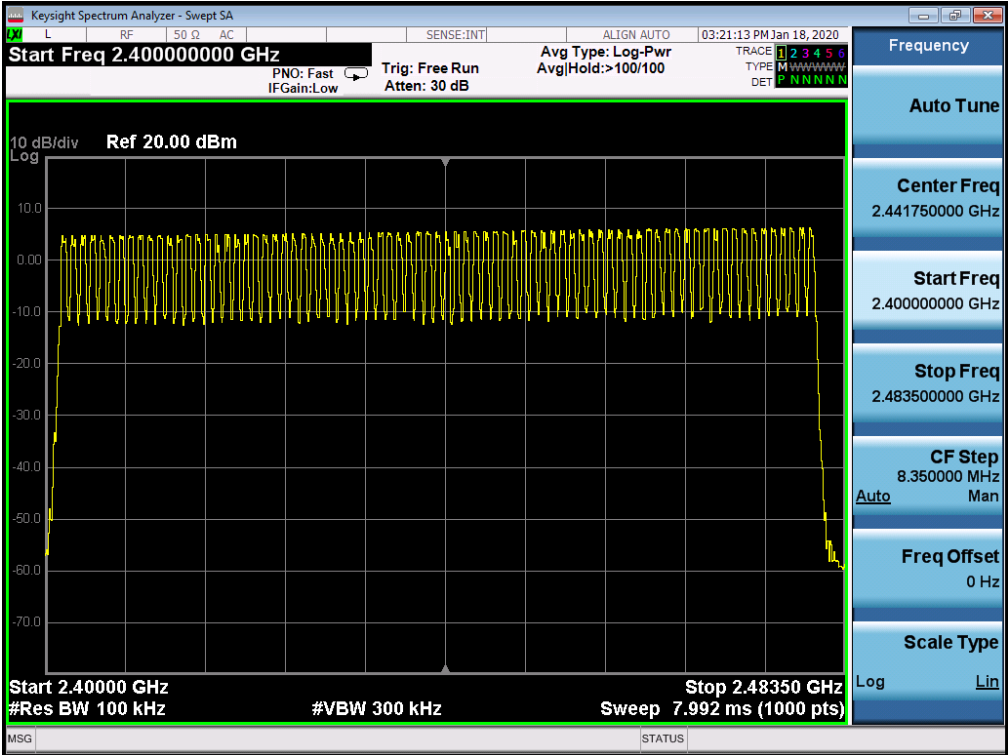 Keysight Spectrum Analyzer - Swept SA
LXI L RF 50 Ω AC SENSE:INT ALIGN AUTO 03:21:13 PM Jan 18, 2020
Start Freq 2.400000000 GHz
PNO: Fast
IFGain:Low
Trig: Free Run
Atten: 30 dB
Avg Type: Log-Pwr
Avg|Hold:>100/100
TRACE 1 2 3 4 5 6
TYPE M WWWWW
DET P N N N N N
10 dB/div Ref 20.00 dBm
Log
10.0
0.00
-10.0
-20.0
-30.0
-40.0
-50.0
-60.0
-70.0
Start 2.40000 GHz Stop 2.48350 GHz
#Res BW 100 kHz #VBW 300 kHz Sweep 7.992 ms (1000 pts)
MSG STATUS
Frequency
Auto Tune
Center Freq
2.441750000 GHz
Start Freq
2.400000000 GHz
Stop Freq
2.483500000 GHz
CF Step
8.350000 MHz
Auto Man
Freq Offset
0 Hz
Scale Type
Log Lin